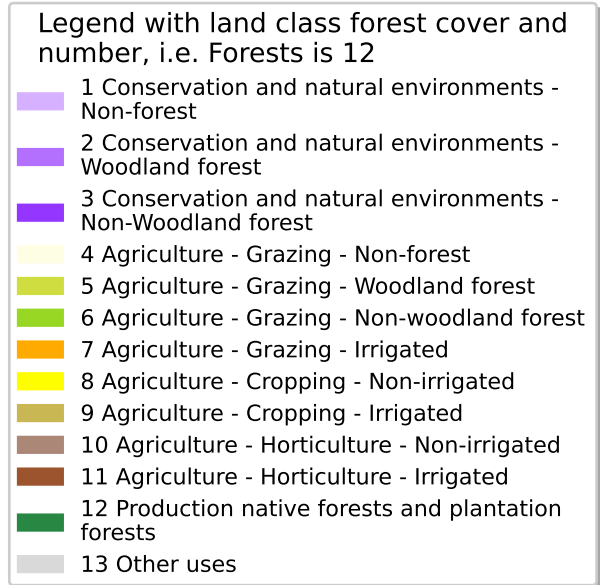 Legend with land class forest cover and
number, i.e. Forests is 12
1 Conservation and natural environments -
Non-forest
2 Conservation and natural environments -
Woodland forest
3 Conservation and natural environments -
Non-Woodland forest
4 Agriculture - Grazing - Non-forest
5 Agriculture - Grazing - Woodland forest
6 Agriculture - Grazing - Non-woodland forest
7 Agriculture - Grazing - Irrigated
8 Agriculture - Cropping - Non-irrigated
9 Agriculture - Cropping - Irrigated
10 Agriculture - Horticulture - Non-irrigated
11 Agriculture - Horticulture - Irrigated
12 Production native forests and plantation
forests
13 Other uses